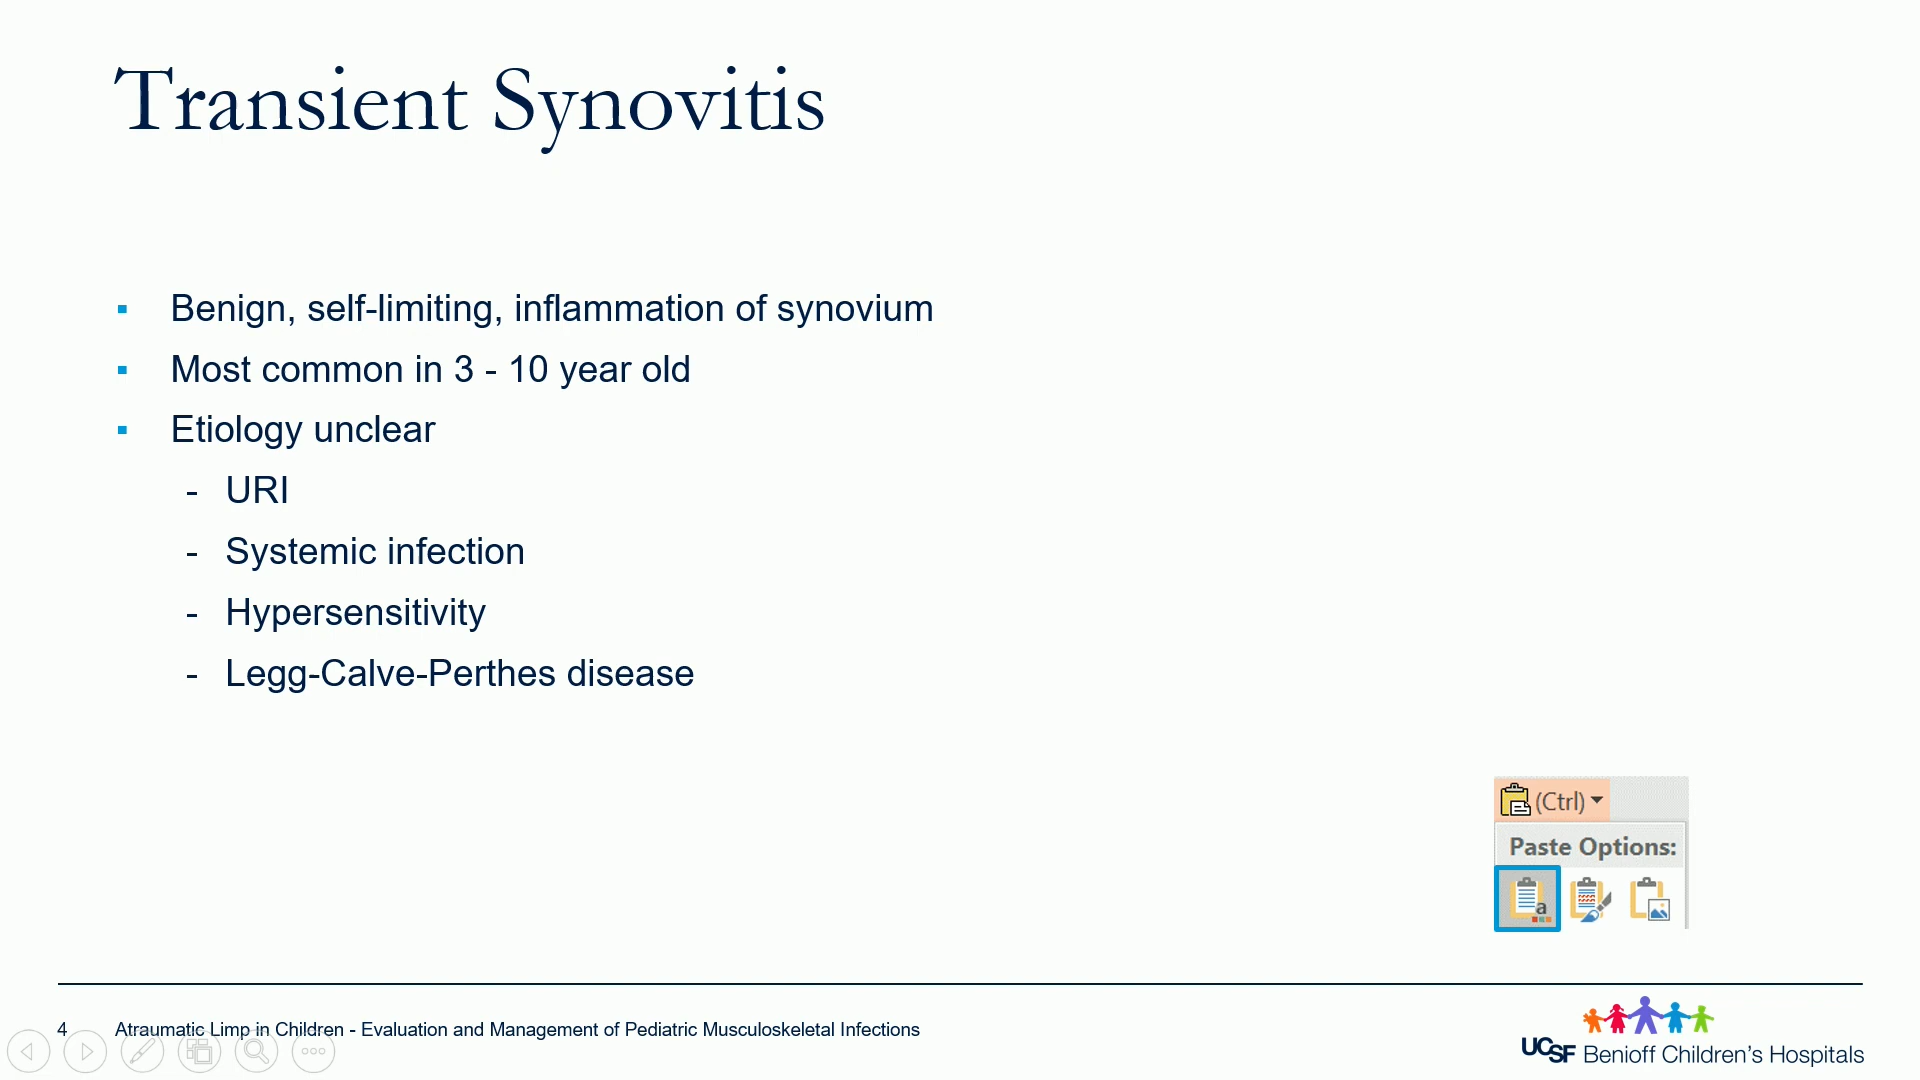 Transient Synovitis
▪ Benign, self-limiting, inflammation of synovium
▪ Most common in 3 - 10 year old
▪ Etiology unclear
- URI
- Systemic infection
- Hypersensitivity
- Legg-Calve-Perthes disease
(Ctrl)
Paste Options:
a
4 Atraumatic Limp in Children - Evaluation and Management of Pediatric Musculoskeletal Infections
UCSF Benioff Children's Hospitals